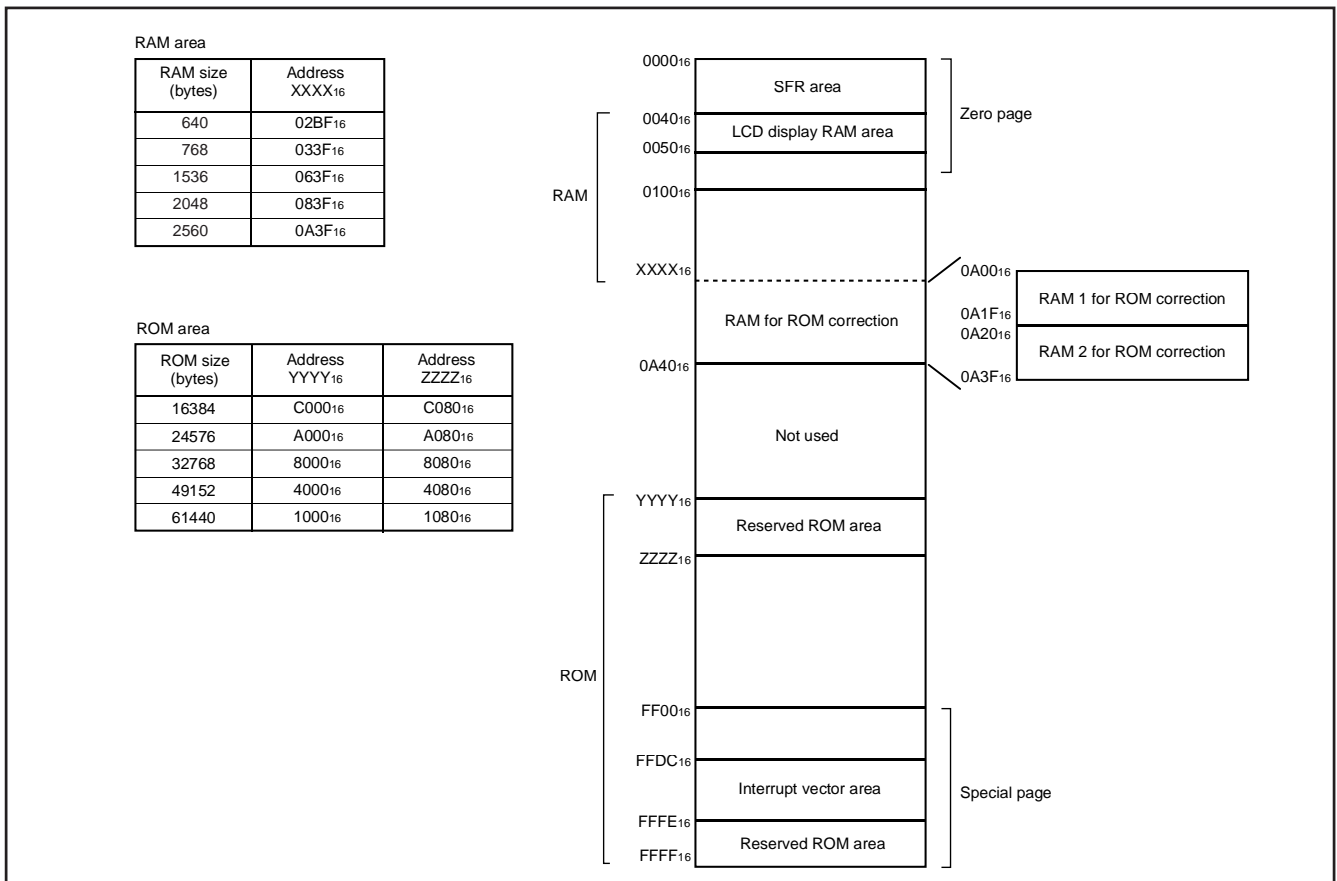 RAM area
RAM size (bytes) Address XXXX16
640 02BF16
768 033F16
1536 063F16
2048 083F16
2560 0A3F16
ROM area
ROM size (bytes) Address YYYY16 Address ZZZZ16
16384 C00016 C08016
24576 A00016 A08016
32768 800016 808016
49152 400016 408016
61440 100016 108016
000016
SFR area
Zero page
004016
LCD display RAM area
005016
RAM
010016
XXXX16
RAM for ROM correction
0A0016
RAM 1 for ROM correction
0A1F16
0A2016
RAM 2 for ROM correction
0A3F16
0A4016
Not used
YYYY16
Reserved ROM area
ZZZZ16
ROM
FF0016
FFDC16
Interrupt vector area
Special page
FFFE16
Reserved ROM area
FFFF16